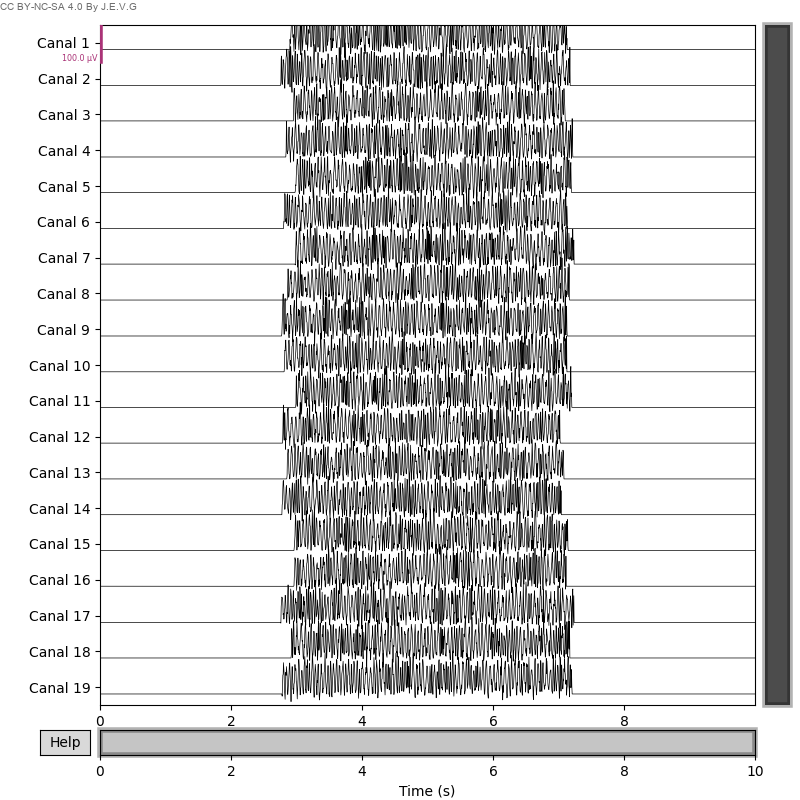 CC BY-NC-SA 4.0 By J.E.V.G
Canal 1
100.0 µV
Canal 2
Canal 3
Canal 4
Canal 5
Canal 6
Canal 7
Canal 8
Canal 9
Canal 10
Canal 11
Canal 12
Canal 13
Canal 14
Canal 15
Canal 16
Canal 17
Canal 18
Canal 19
0 2 4 6 8
Help
0 2 4 6 8 10
Time (s)